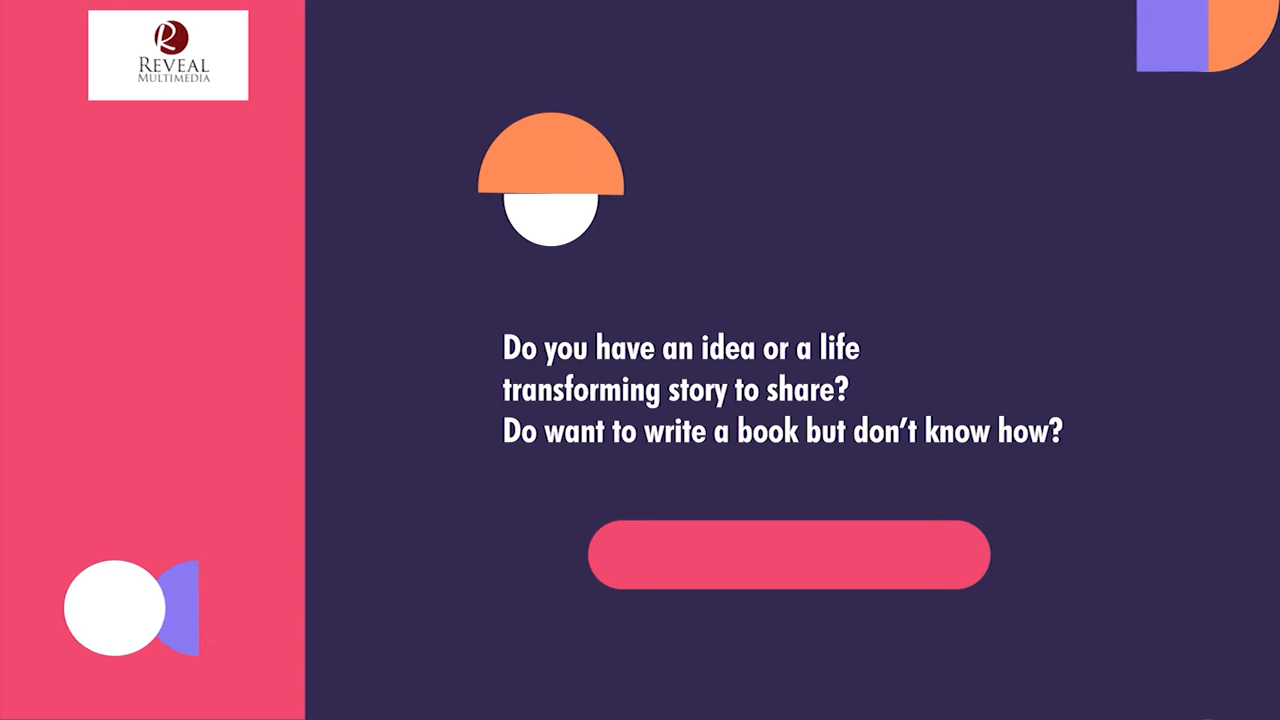 REVEAL
MULTIMEDIA
Do you have an idea or a life
transforming story to share?
Do want to write a book but don't know how?